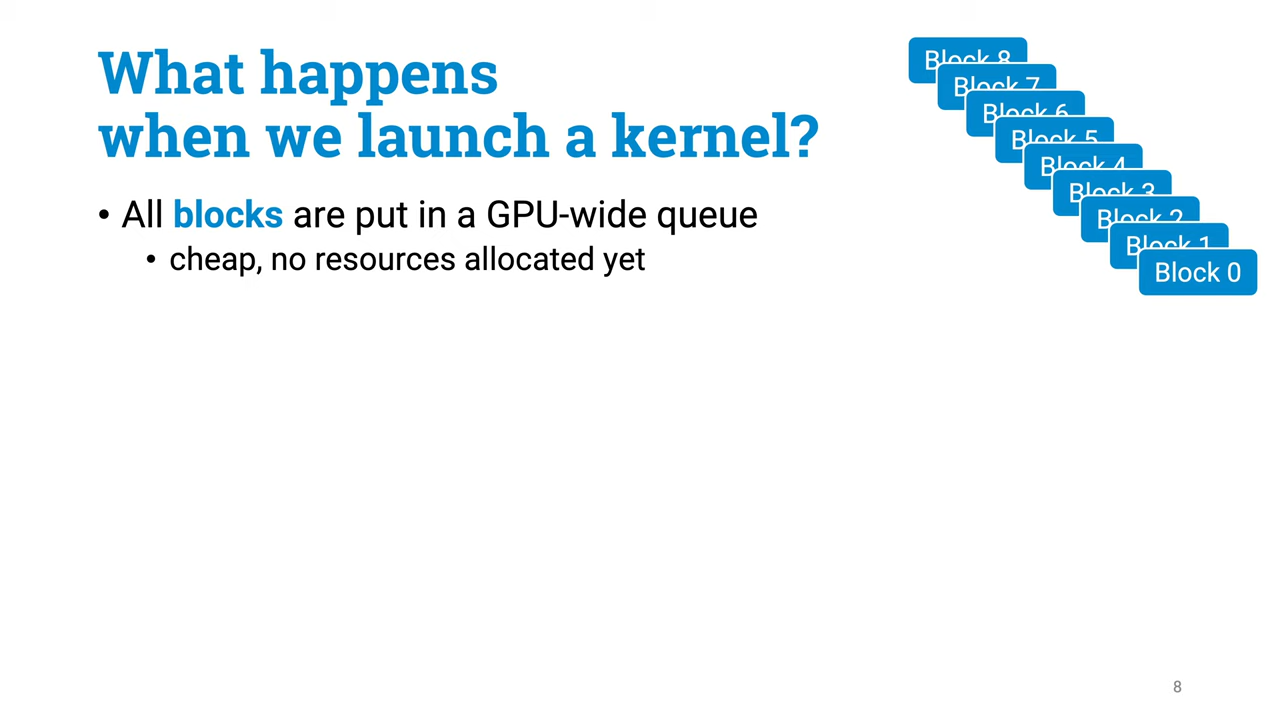 What happens
when we launch a kernel?
• All blocks are put in a GPU-wide queue
• cheap, no resources allocated yet
Block 8
Block 7
Block 6
Block 5
Block 4
Block 3
Block 2
Block 1
Block 0
8